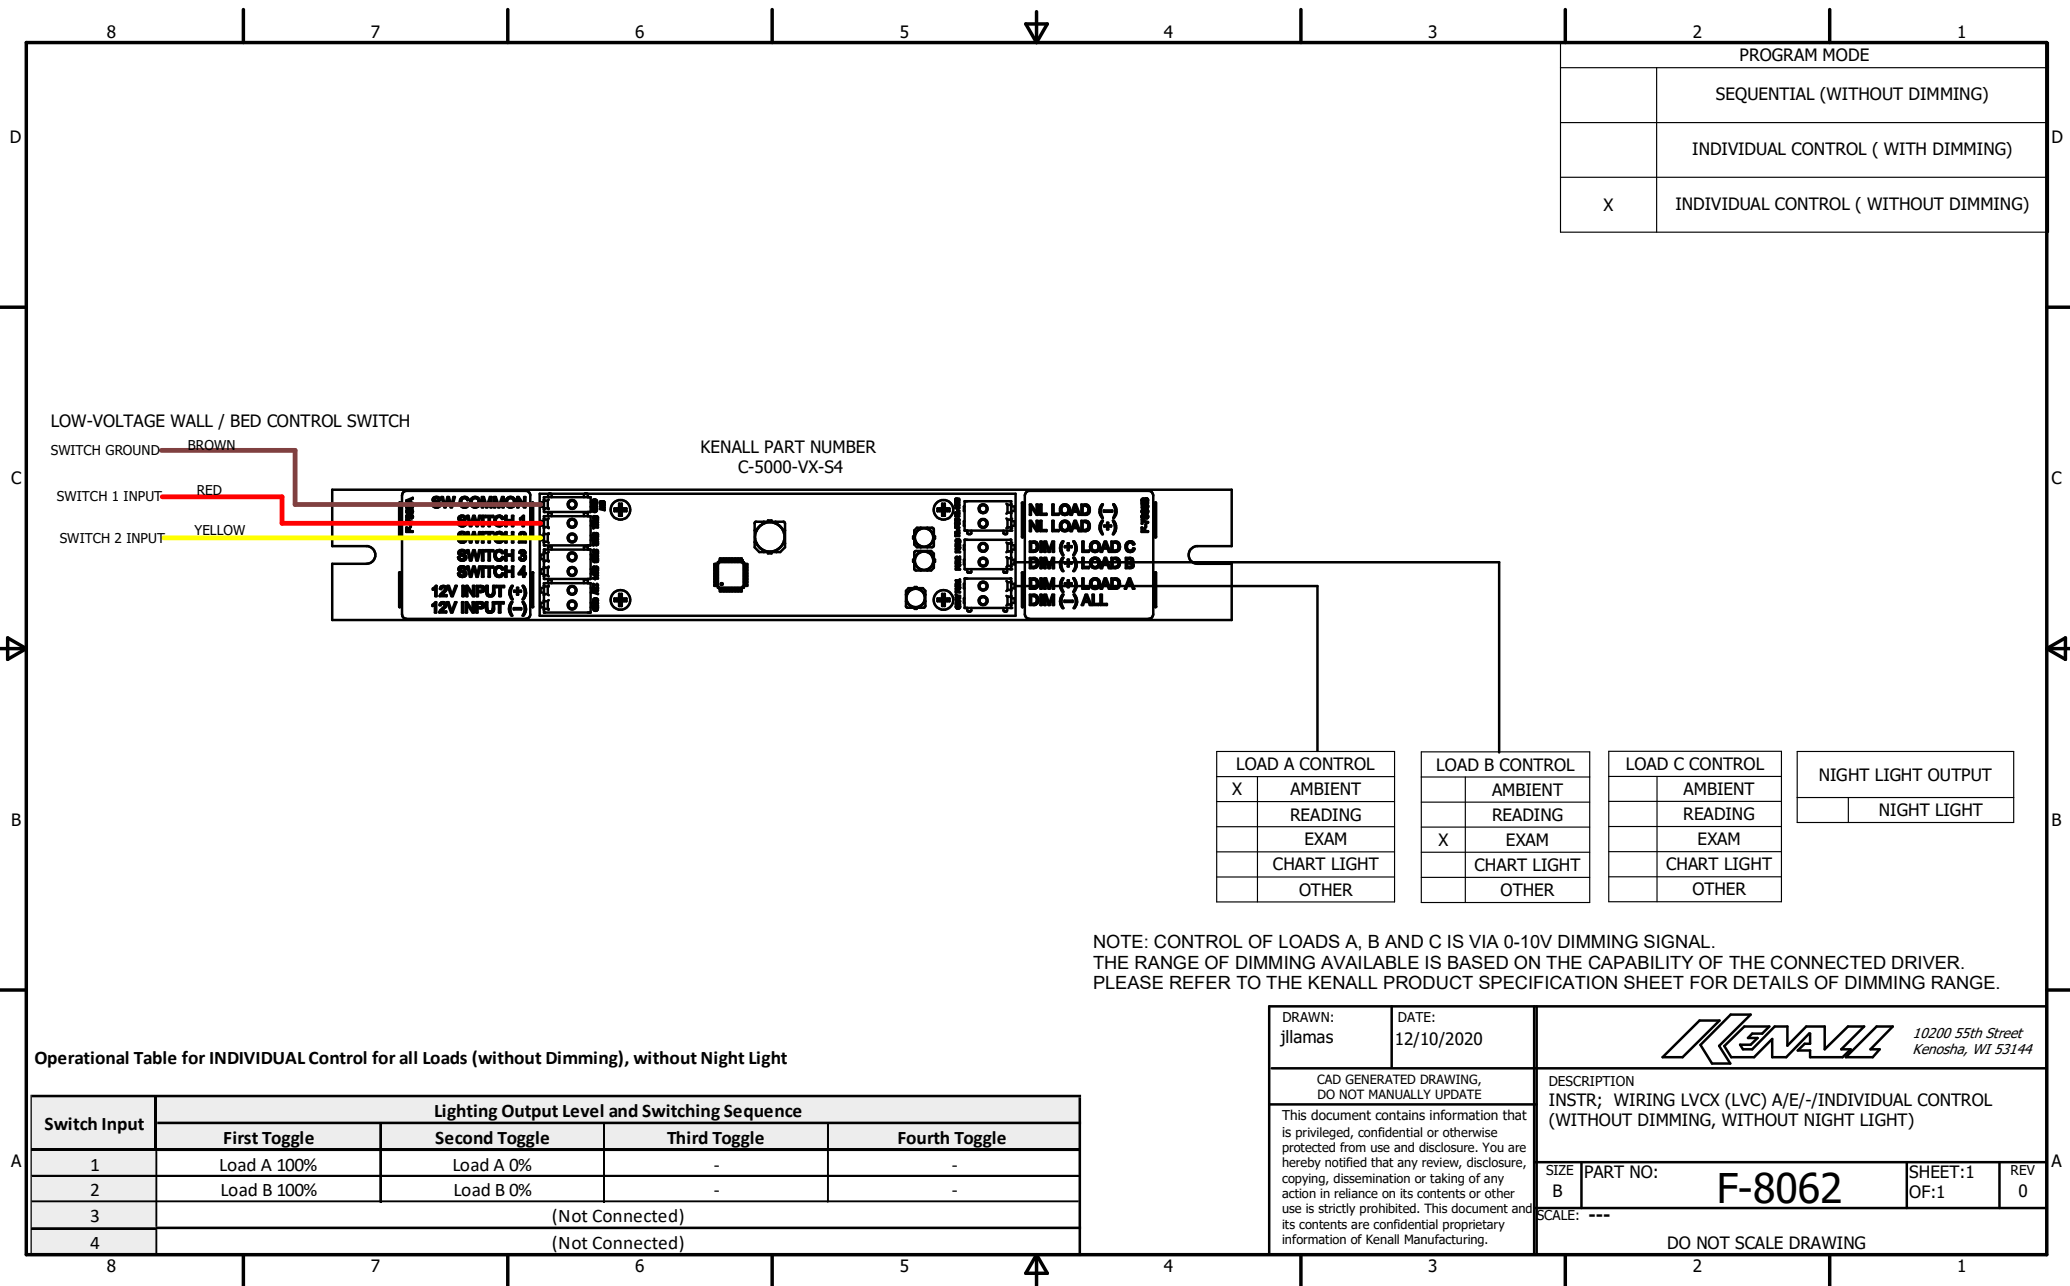 8 7 6 5 4 3 2 1
PROGRAM MODE
SEQUENTIAL (WITHOUT DIMMING)
INDIVIDUAL CONTROL ( WITH DIMMING)
X INDIVIDUAL CONTROL ( WITHOUT DIMMING)
D D
LOW-VOLTAGE WALL / BED CONTROL SWITCH
SWITCH GROUND BROWN
SWITCH 1 INPUT RED
SWITCH 2 INPUT YELLOW
C C
KENALL PART NUMBER
C-5000-VX-S4
SW COMMON
SWITCH 1
SWITCH 2
SWITCH 3
SWITCH 4
12V INPUT (+)
12V INPUT (–)
NL LOAD (–)
NL LOAD (+)
DIM (+) LOAD C
DIM (+) LOAD B
DIM (+) LOAD A
DIM (–) ALL
LOAD A CONTROL
X AMBIENT
READING
EXAM
CHART LIGHT
OTHER
LOAD B CONTROL
AMBIENT
READING
X EXAM
CHART LIGHT
OTHER
LOAD C CONTROL
AMBIENT
READING
EXAM
CHART LIGHT
OTHER
NIGHT LIGHT OUTPUT
NIGHT LIGHT
B B
NOTE: CONTROL OF LOADS A, B AND C IS VIA 0-10V DIMMING SIGNAL.
THE RANGE OF DIMMING AVAILABLE IS BASED ON THE CAPABILITY OF THE CONNECTED DRIVER.
PLEASE REFER TO THE KENALL PRODUCT SPECIFICATION SHEET FOR DETAILS OF DIMMING RANGE.
Operational Table for INDIVIDUAL Control for all Loads (without Dimming), without Night Light
Switch Input
Lighting Output Level and Switching Sequence
First Toggle Second Toggle Third Toggle Fourth Toggle
1 Load A 100% Load A 0% - -
2 Load B 100% Load B 0% - -
3 (Not Connected)
4 (Not Connected)
A A
DRAWN:
jllamas
DATE:
12/10/2020
CAD GENERATED DRAWING,
DO NOT MANUALLY UPDATE
This document contains information that
is privileged, confidential or otherwise
protected from use and disclosure. You are
hereby notified that any review, disclosure,
copying, dissemination or taking of any
action in reliance on its contents or other
use is strictly prohibited. This document and
its contents are confidential proprietary
information of Kenall Manufacturing.
KENALL
10200 55th Street
Kenosha, WI 53144
DESCRIPTION
INSTR; WIRING LVCX (LVC) A/E/-/INDIVIDUAL CONTROL
(WITHOUT DIMMING, WITHOUT NIGHT LIGHT)
SIZE
B
PART NO:
F-8062
SHEET:1
OF:1
REV
0
SCALE: ---
DO NOT SCALE DRAWING
8 7 6 5 4 3 2 1